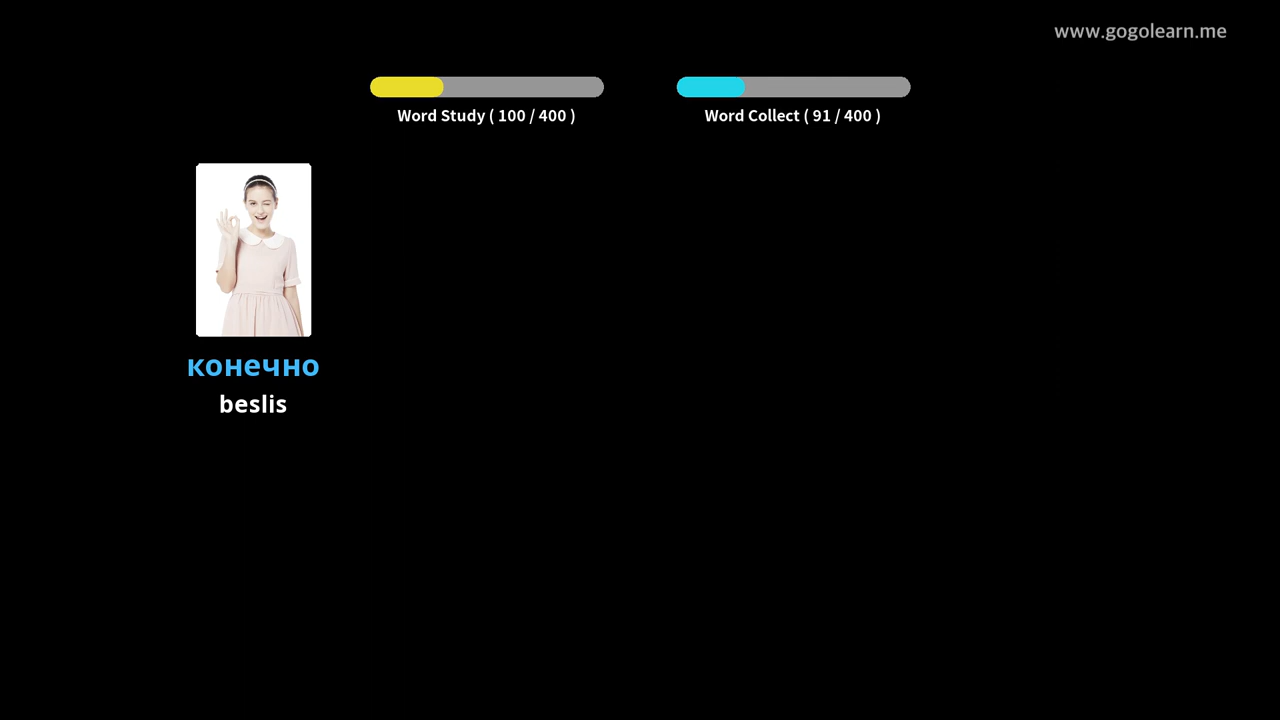 www.gogolearn.me
Word Study ( 100 / 400 )
Word Collect ( 91 / 400 )
конечно
beslis